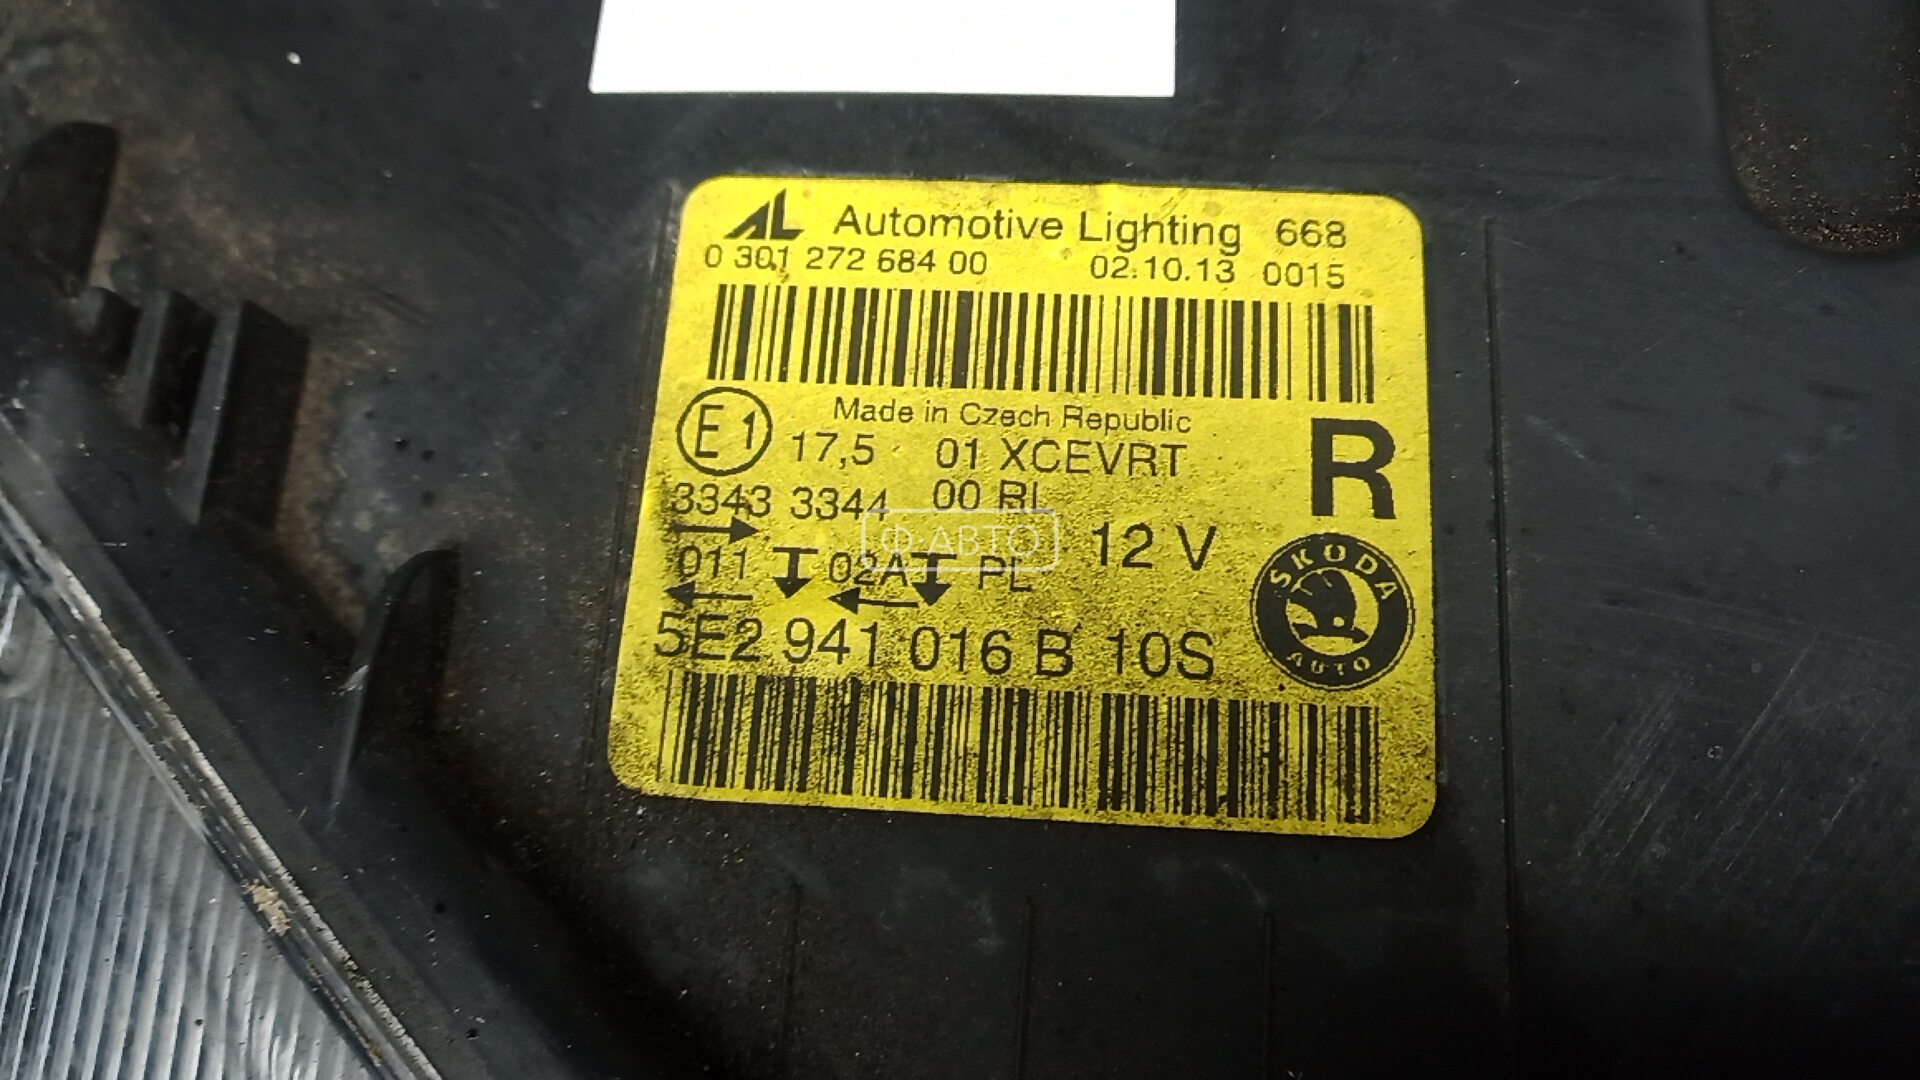 AL Automotive Lighting 668
0 301 272 684 00 02.10.13 0015
Made in Czech Republic
E1 17,5 01 XCEVRT R
3343 3344 00 RL
Ф·АВТО 12 V
011 02A PL
SKODA AUTO
5E2 941 016 B 10S